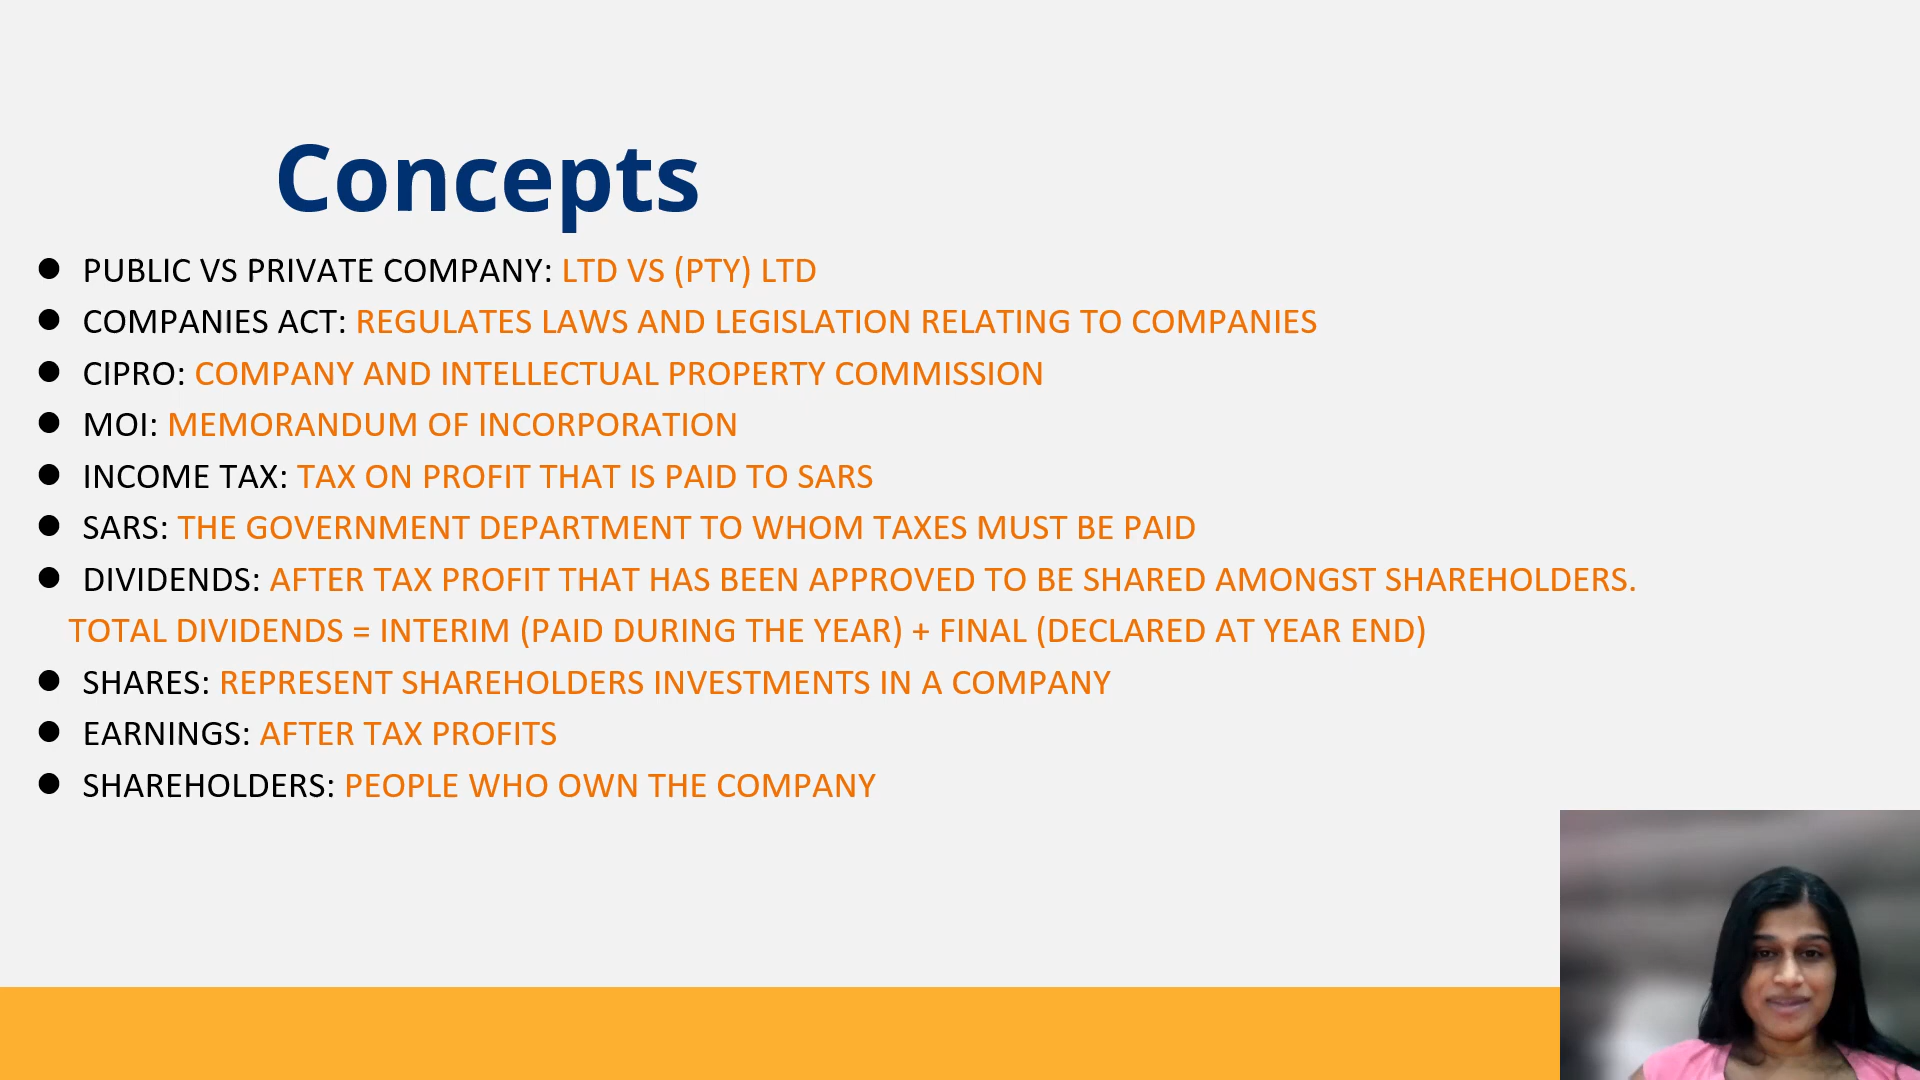 Concepts
● PUBLIC VS PRIVATE COMPANY: LTD VS (PTY) LTD
● COMPANIES ACT: REGULATES LAWS AND LEGISLATION RELATING TO COMPANIES
● CIPRO: COMPANY AND INTELLECTUAL PROPERTY COMMISSION
● MOI: MEMORANDUM OF INCORPORATION
● INCOME TAX: TAX ON PROFIT THAT IS PAID TO SARS
● SARS: THE GOVERNMENT DEPARTMENT TO WHOM TAXES MUST BE PAID
● DIVIDENDS: AFTER TAX PROFIT THAT HAS BEEN APPROVED TO BE SHARED AMONGST SHAREHOLDERS.
TOTAL DIVIDENDS = INTERIM (PAID DURING THE YEAR) + FINAL (DECLARED AT YEAR END)
● SHARES: REPRESENT SHAREHOLDERS INVESTMENTS IN A COMPANY
● EARNINGS: AFTER TAX PROFITS
● SHAREHOLDERS: PEOPLE WHO OWN THE COMPANY